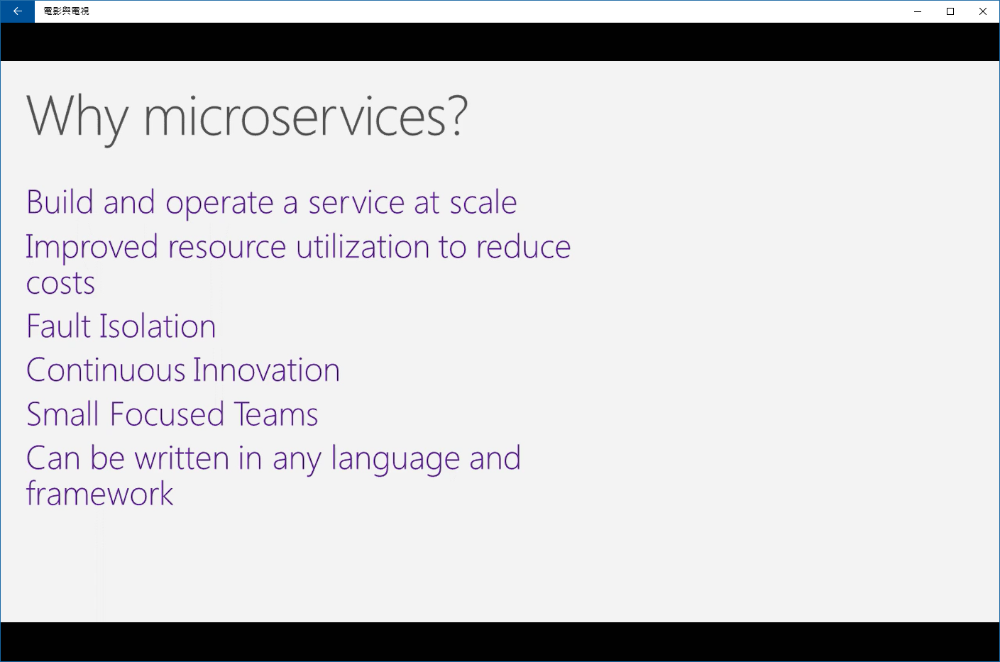 電影與電視
Why microservices?
Build and operate a service at scale
Improved resource utilization to reduce
costs
Fault Isolation
Continuous Innovation
Small Focused Teams
Can be written in any language and
framework